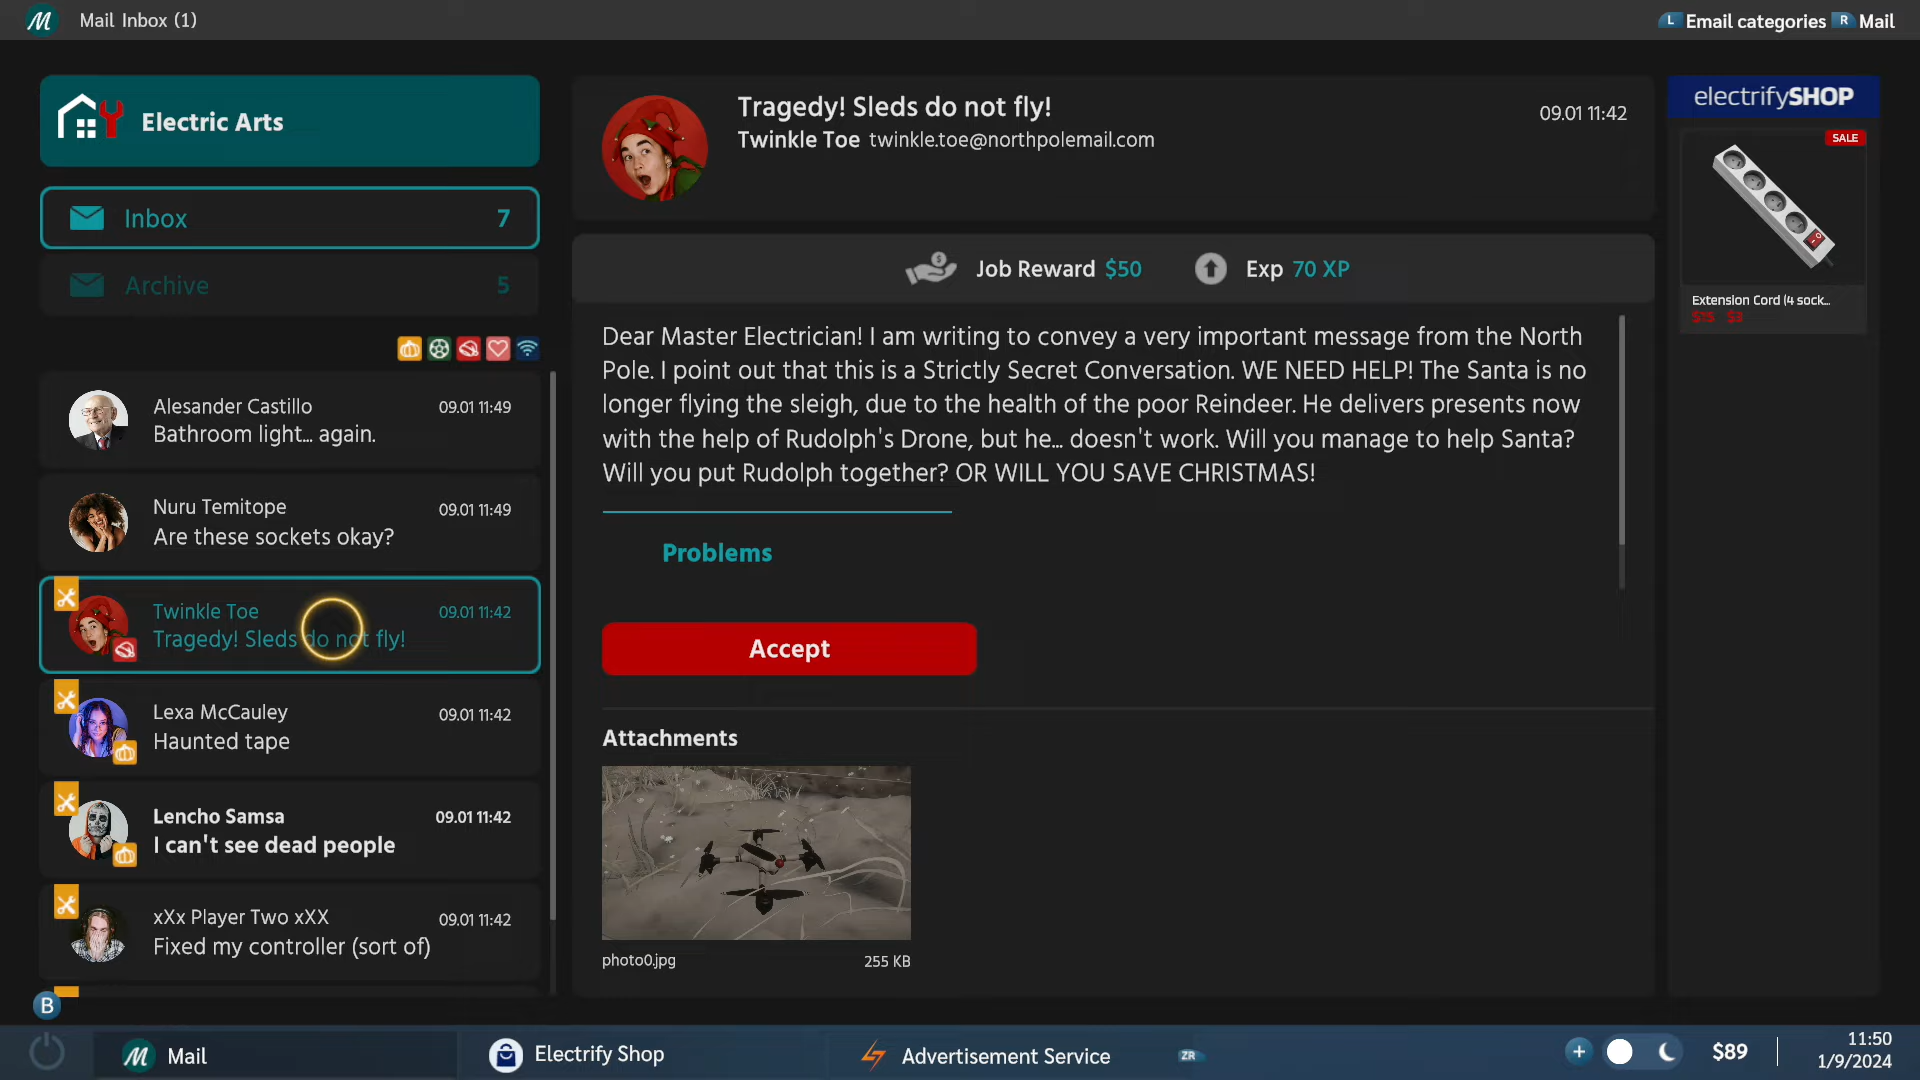 Mail Inbox (1)
L Email categories R Mail
Electric Arts
Inbox 7
Archive 5
Alesander Castillo 09.01 11:49
Bathroom light... again.
Nuru Temitope 09.01 11:49
Are these sockets okay?
Twinkle Toe 09.01 11:42
Tragedy! Sleds do not fly!
Lexa McCauley 09.01 11:42
Haunted tape
Lencho Samsa 09.01 11:42
I can't see dead people
xXx Player Two xXX 09.01 11:42
Fixed my controller (sort of)
B
Tragedy! Sleds do not fly! 09.01 11:42
Twinkle Toe twinkle.toe@northpolemail.com
Job Reward $50 Exp 70 XP
Dear Master Electrician! I am writing to convey a very important message from the North
Pole. I point out that this is a Strictly Secret Conversation. WE NEED HELP! The Santa is no
longer flying the sleigh, due to the health of the poor Reindeer. He delivers presents now
with the help of Rudolph's Drone, but he... doesn't work. Will you manage to help Santa?
Will you put Rudolph together? OR WILL YOU SAVE CHRISTMAS!
Problems
Accept
Attachments
photo0.jpg 255 KB
electrifySHOP
SALE
Extension Cord (4 sock...
$15 $3
M Mail
Electrify Shop
Advertisement Service
ZR
+
$89
11:50
1/9/2024